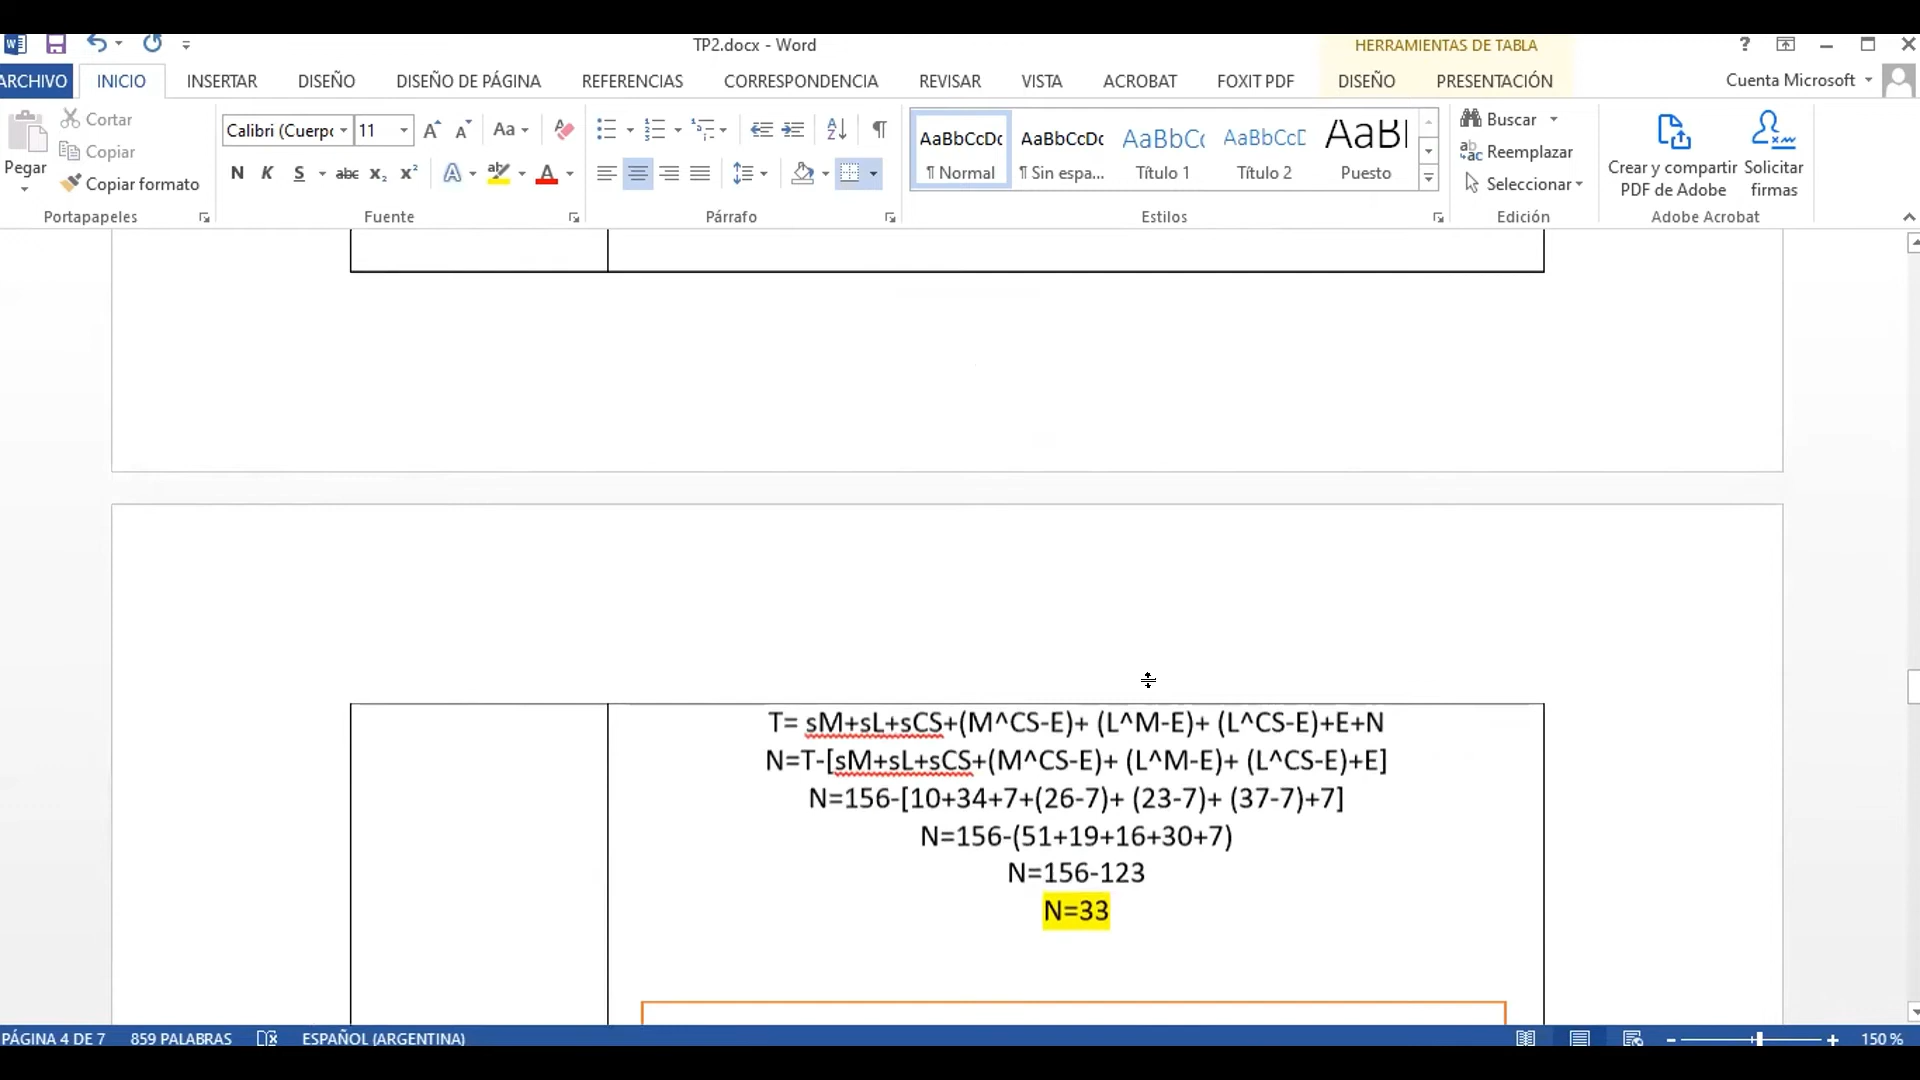 TP2.docx - Word
HERRAMIENTAS DE TABLA
?
ARCHIVO INICIO INSERTAR DISEÑO DISEÑO DE PÁGINA REFERENCIAS CORRESPONDENCIA REVISAR VISTA ACROBAT FOXIT PDF DISEÑO PRESENTACIÓN Cuenta Microsoft
Pegar
Cortar
Copiar
Copiar formato
Portapapeles
Calibri (Cuerpo 11 Aa
N K S abc x₂ x² A ab A
Fuente
Párrafo
AaBbCcDc AaBbCcDc AaBbCc AaBbCcD AaBl
¶ Normal ¶ Sin espa... Título 1 Título 2 Puesto
Estilos
Buscar
Reemplazar
Seleccionar
Edición
Crear y compartir PDF de Adobe
Solicitar firmas
Adobe Acrobat
T= sM+sL+sCS+(M^CS-E)+ (L^M-E)+ (L^CS-E)+E+N
N=T-[sM+sL+sCS+(M^CS-E)+ (L^M-E)+ (L^CS-E)+E]
N=156-[10+34+7+(26-7)+ (23-7)+ (37-7)+7]
N=156-(51+19+16+30+7)
N=156-123
N=33
PÁGINA 4 DE 7 859 PALABRAS ESPAÑOL (ARGENTINA) 150 %